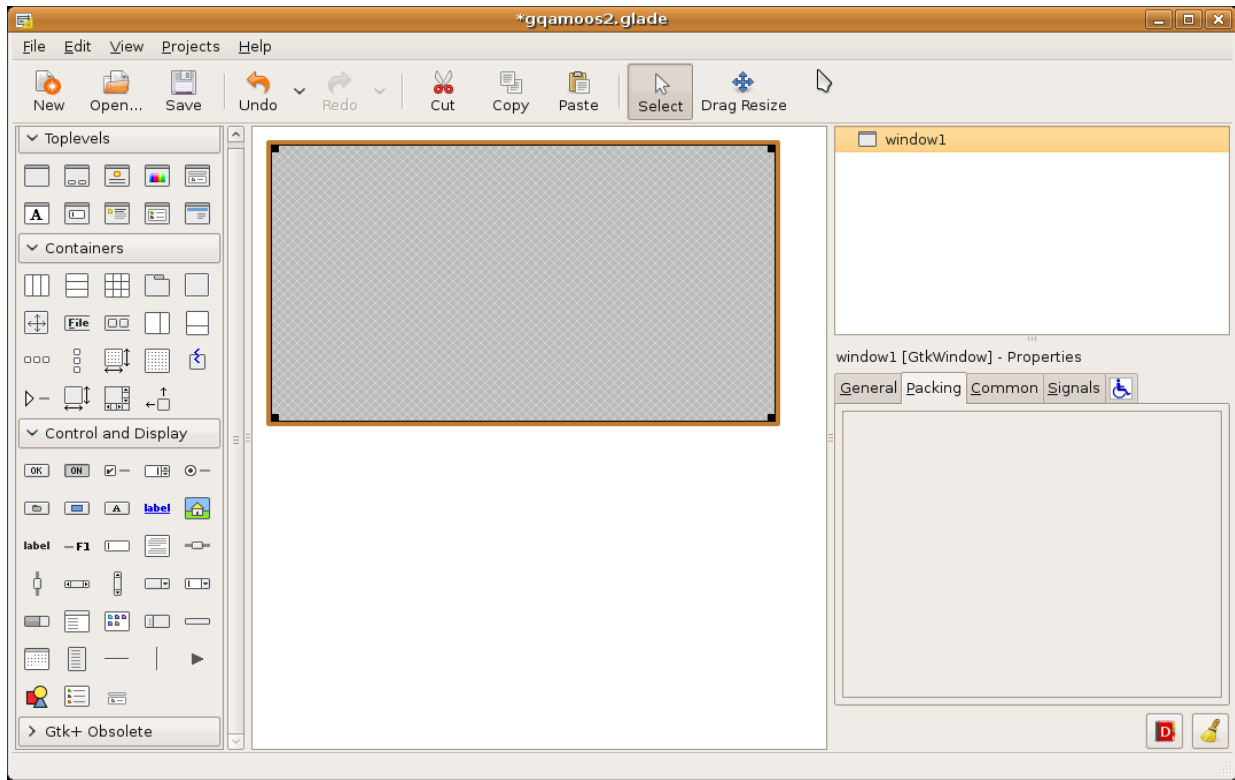 *gqamoos2.glade
File Edit View Projects Help
New Open... Save Undo Redo Cut Copy Paste Select Drag Resize
Toplevels
A
Containers
File
Control and Display
OK ON
A label
label F1
Gtk+ Obsolete
window1
window1 [GtkWindow] - Properties
General Packing Common Signals
D